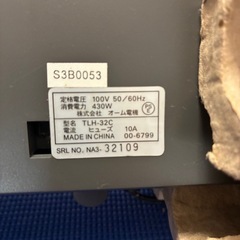 S3B0053
定格電圧 100V 50/60Hz
消費電力 430W
株式会社 オーム電機
型名 TLH-32C
電流 ヒューズ 10A
MADE IN CHINA 00-6799
SRL NO. NA3- 32109